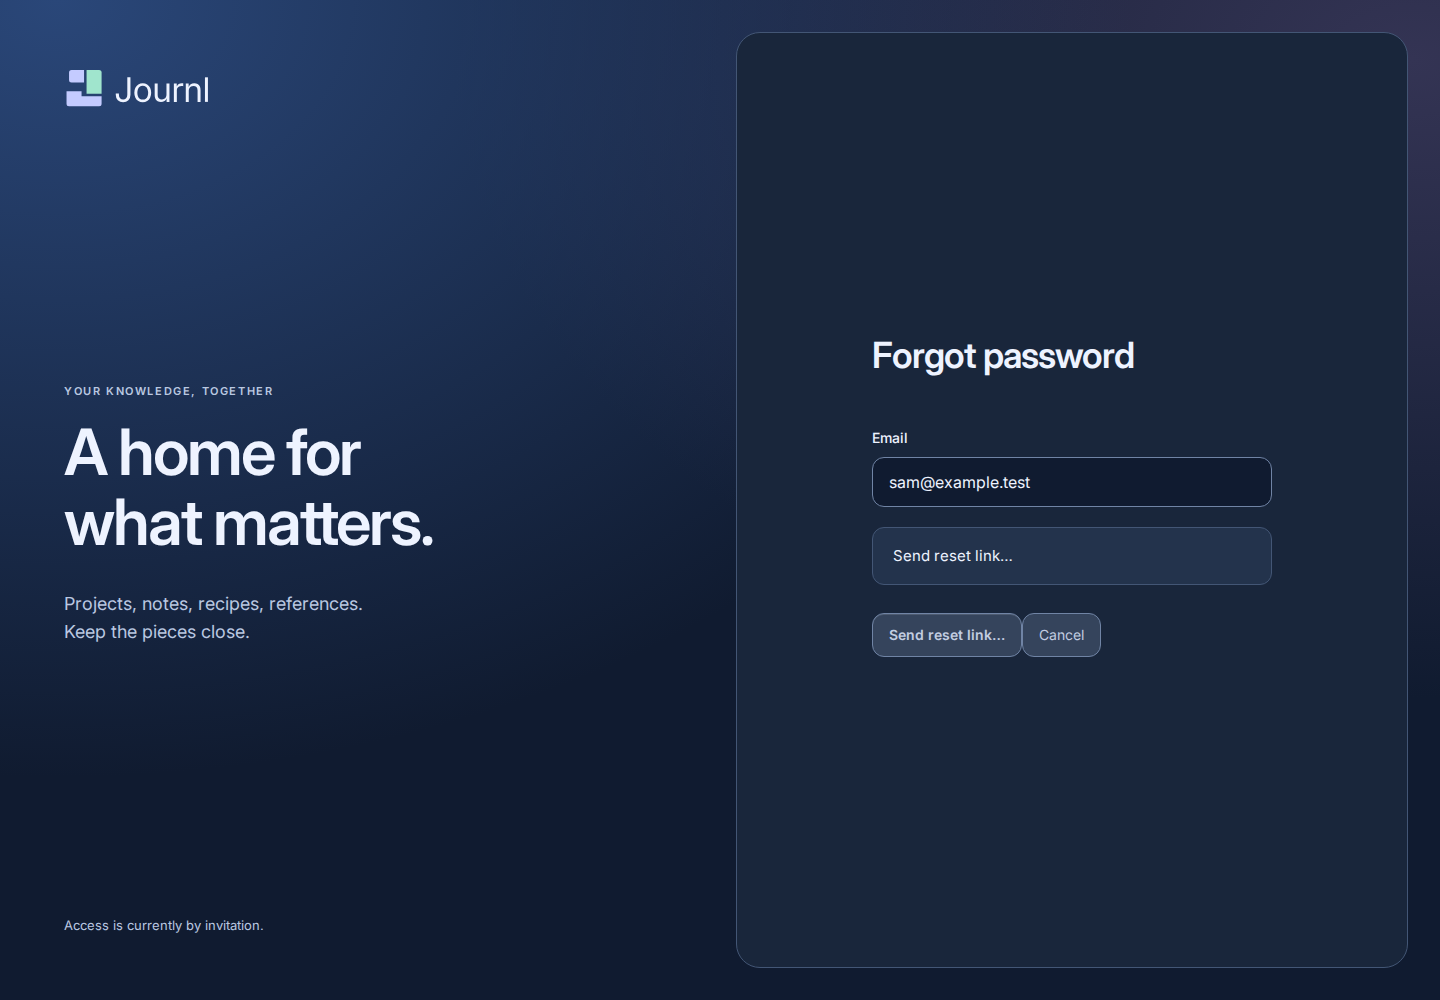 Journl
YOUR KNOWLEDGE, TOGETHER
A home for
what matters.
Projects, notes, recipes, references.
Keep the pieces close.
Access is currently by invitation.
Forgot password
Email
sam@example.test
Send reset link...
Send reset link...
Cancel